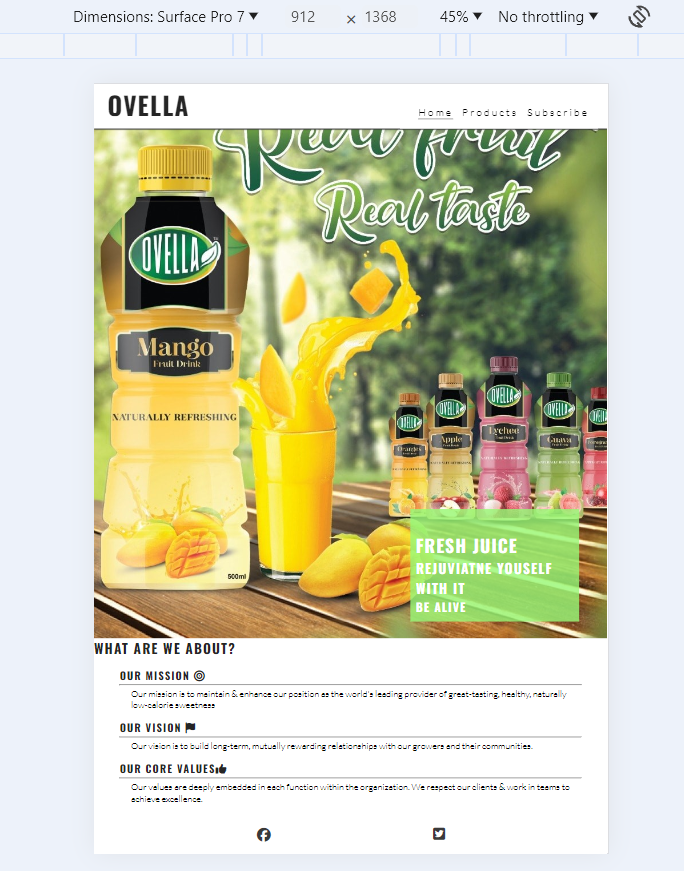 Dimensions: Surface Pro 7 912 × 1368 45% No throttling
OVELLA
Home Products Subscribe
Real fruit
Real taste
OVELLA
Mango
Fruit Drink
NATURALLY REFRESHING
500ml
OVELLA OVELLA OVELLA OVELLA
Apple
Lychee
Guava
FRESH JUICE
REJUVIATNE YOUSELF
WITH IT
BE ALIVE
WHAT ARE WE ABOUT?
OUR MISSION
Our mission is to maintain & enhance our position as the world's leading provider of great-tasting, healthy, naturally
low-calorie sweetness
OUR VISION
Our vision is to build long-term, mutually rewarding relationships with our growers and their communities.
OUR CORE VALUES
Our values are deeply embedded in each function within the organization. We respect our clients & work in teams to
achieve excellence.